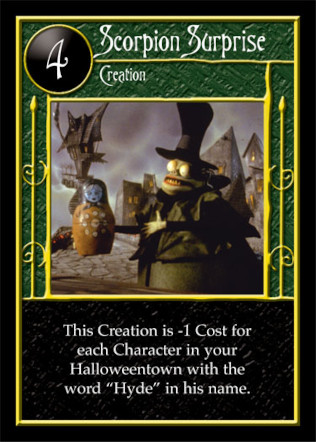 4
Scorpion Surprise
Creation
This Creation is -1 Cost for
each Character in your
Halloweentown with the
word “Hyde” in his name.